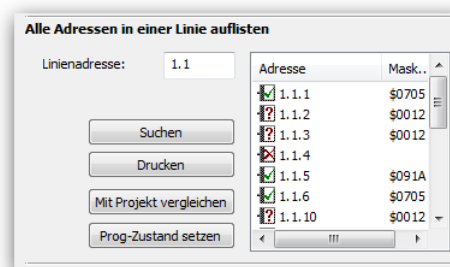 Alle Adressen in einer Linie auflisten
Linienadresse:
1.1
Suchen
Drucken
Mit Projekt vergleichen
Prog-Zustand setzen
Adresse Mask..
1.1.1 $0705
1.1.2 $0012
1.1.3 $0012
1.1.4
1.1.5 $091A
1.1.6 $0705
1.1.10 $0012